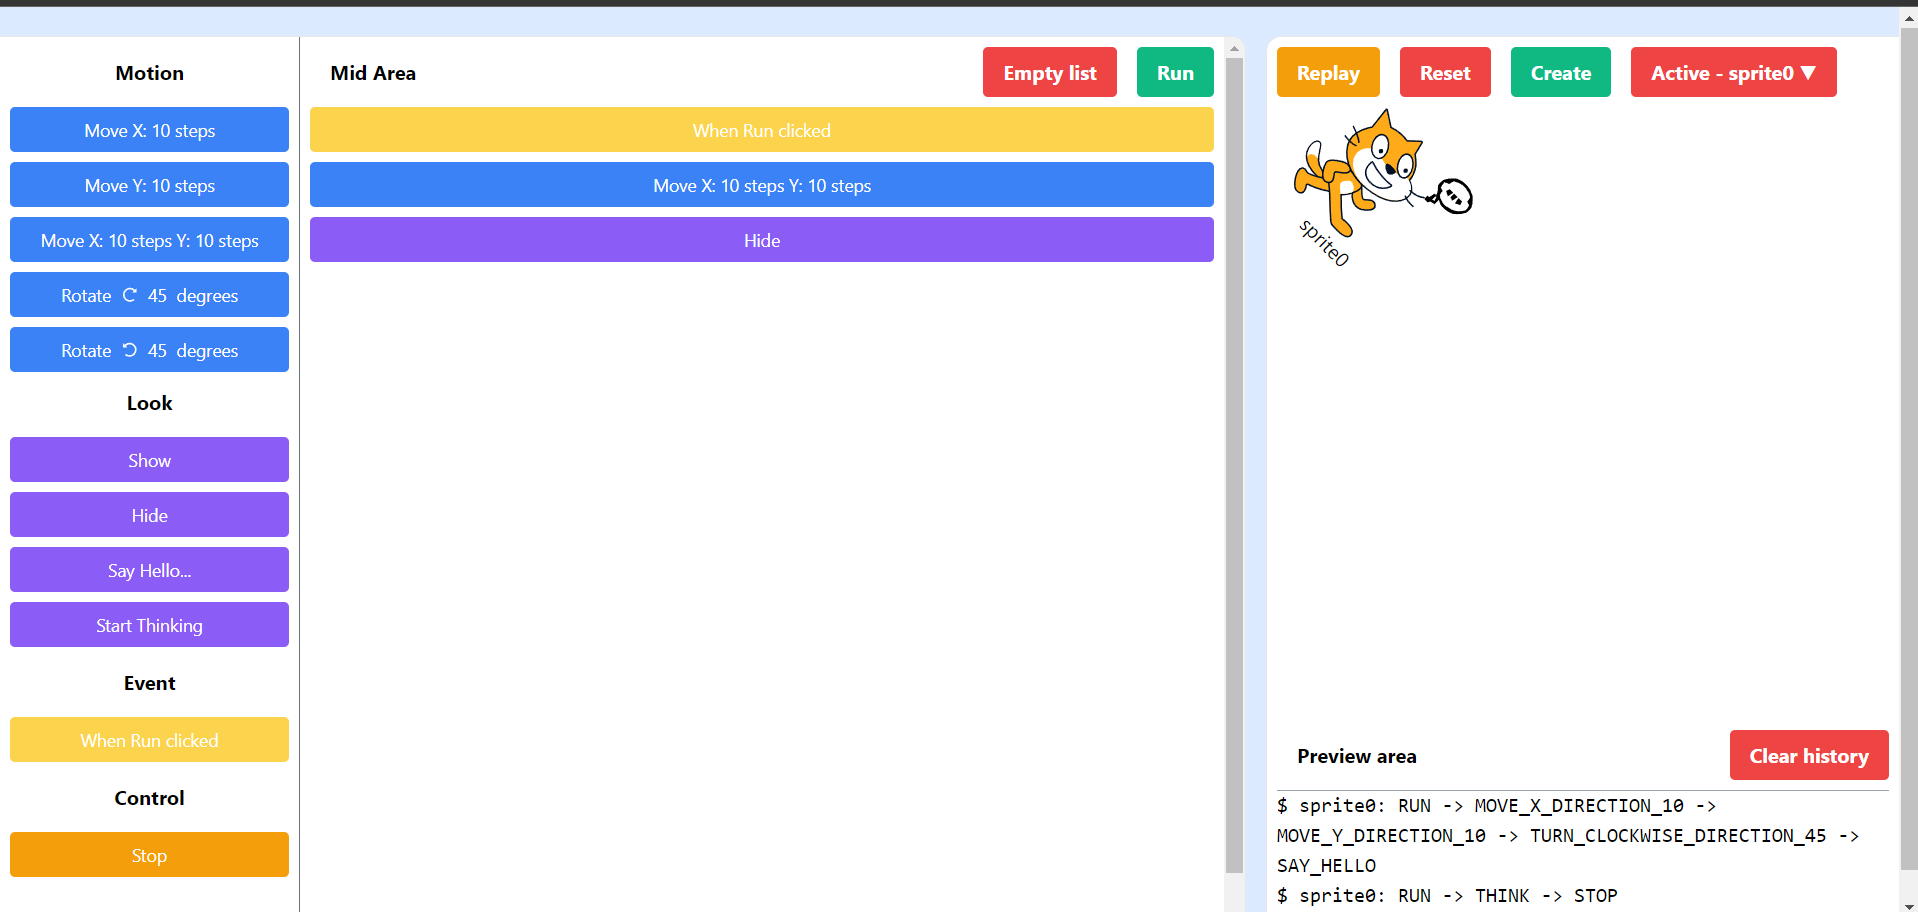 Motion
Move X: 10 steps
Move Y: 10 steps
Move X: 10 steps Y: 10 steps
Rotate 45 degrees
Rotate 45 degrees
Look
Show
Hide
Say Hello...
Start Thinking
Event
When Run clicked
Control
Stop
Mid Area
Empty list
Run
When Run clicked
Move X: 10 steps Y: 10 steps
Hide
Replay
Reset
Create
Active - sprite0 ▼
sprite0
Preview area
Clear history
$ sprite0: RUN -> MOVE_X_DIRECTION_10 ->
MOVE_Y_DIRECTION_10 -> TURN_CLOCKWISE_DIRECTION_45 ->
SAY_HELLO
$ sprite0: RUN -> THINK -> STOP